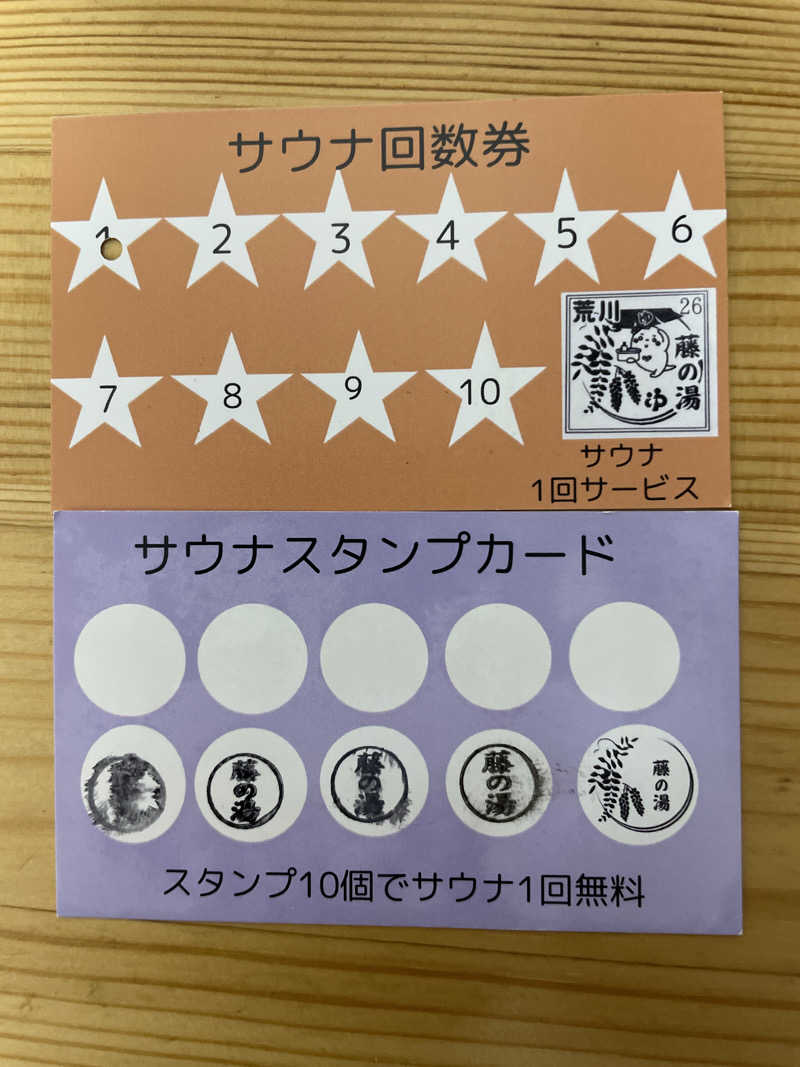 サウナ回数券
1 2 3 4 5 6
荒川 ゆ 26
藤の湯
ゆ
7 8 9 10
サウナ
1回サービス
サウナスタンプカード
藤の湯 藤の湯 藤の湯 藤の湯
スタンプ10個でサウナ1回無料